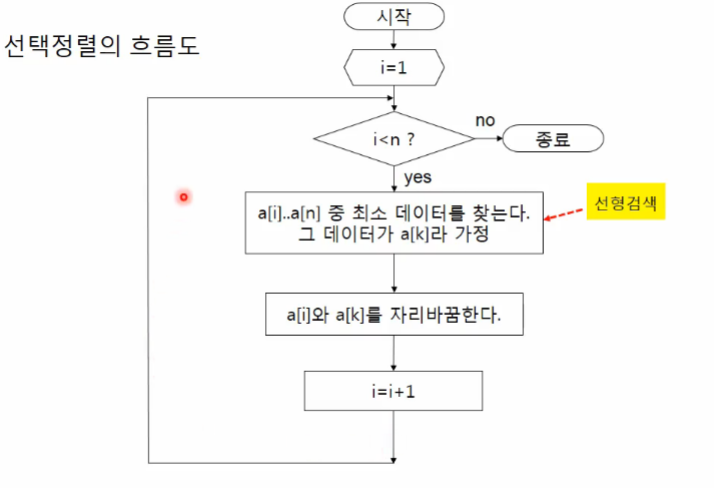 선택정렬의 흐름도
시작
i=1
i<n ?
no
종료
yes
a[i]..a[n] 중 최소 데이터를 찾는다.
그 데이터가 a[k]라 가정
선형검색
a[i]와 a[k]를 자리바꿈한다.
i=i+1